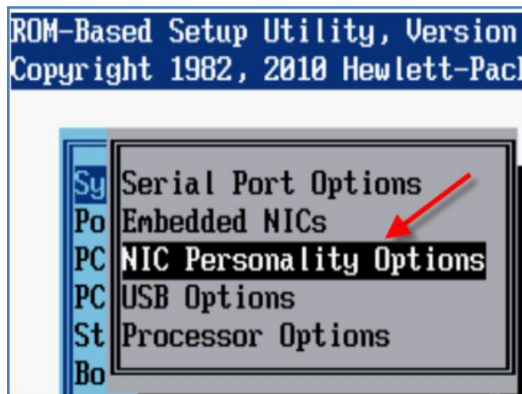 ROM-Based Setup Utility, Version
Copyright 1982, 2010 Hewlett-Pac
Sy
Serial Port Options
Po
Embedded NICs
PC
NIC Personality Options
PC
USB Options
St
Processor Options
Bo